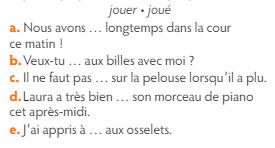 jouer • joué
a. Nous avons … longtemps dans la cour
ce matin !
b. Veux-tu … aux billes avec moi ?
c. Il ne faut pas … sur la pelouse lorsqu'il a plu.
d. Laura a très bien … son morceau de piano
cet après-midi.
e. J'ai appris à … aux osselets.